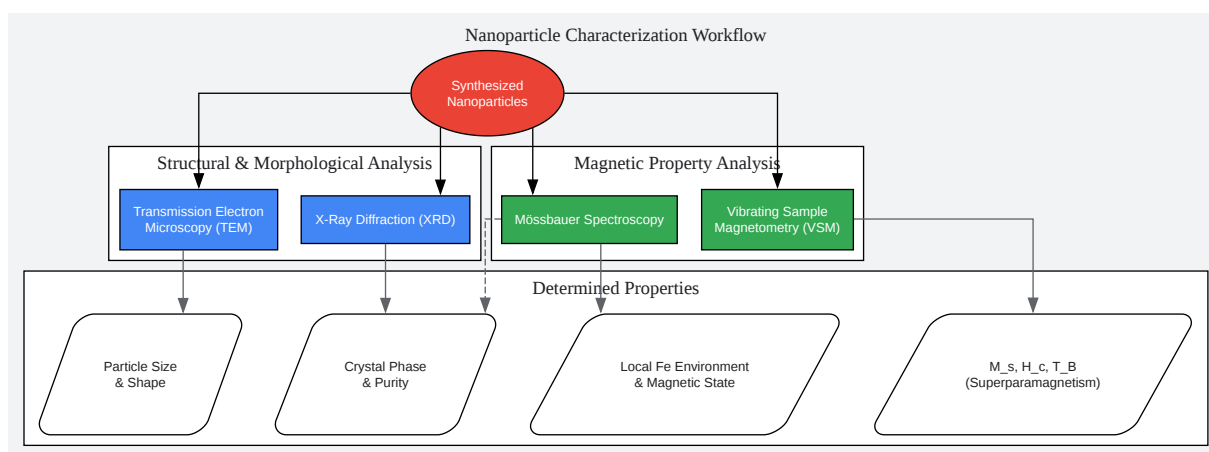 Nanoparticle Characterization Workflow
Synthesized
Nanoparticles
Structural & Morphological Analysis
Magnetic Property Analysis
Transmission Electron
Microscopy (TEM)
X-Ray Diffraction (XRD)
Mössbauer Spectroscopy
Vibrating Sample
Magnetometry (VSM)
Determined Properties
Particle Size
& Shape
Crystal Phase
& Purity
Local Fe Environment
& Magnetic State
M_s, H_c, T_B
(Superparamagnetism)